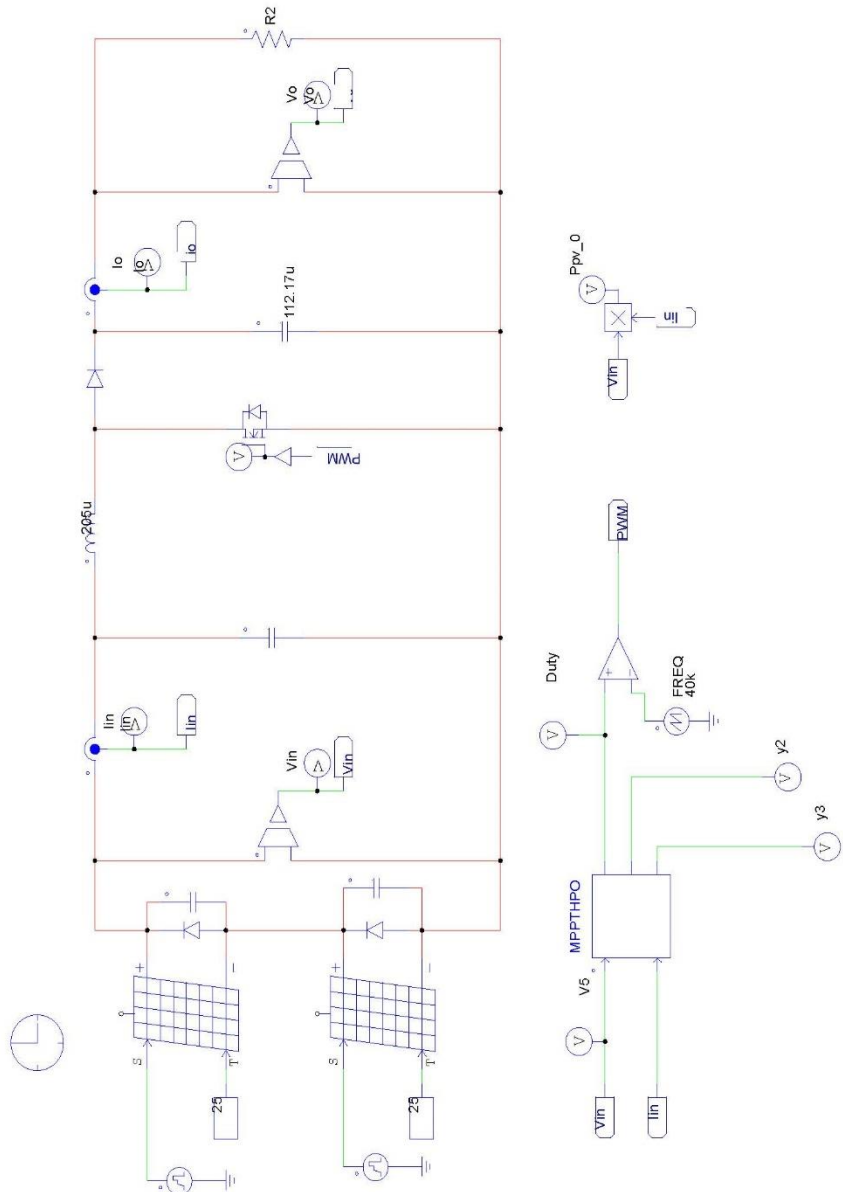 R2
Vo
Vo
Io
Io
Io
112.17u
PWM
V
205u
Iin
Iin
Iin
Vin
V
Vin
+
−
S
T
25
+
−
S
T
25
Ppv_0
V
Vin
Iin
PWM
Duty
V
+
−
FREQ
40k
y2
V
y3
V
MPPTHPO
V5
V
Vin
Iin